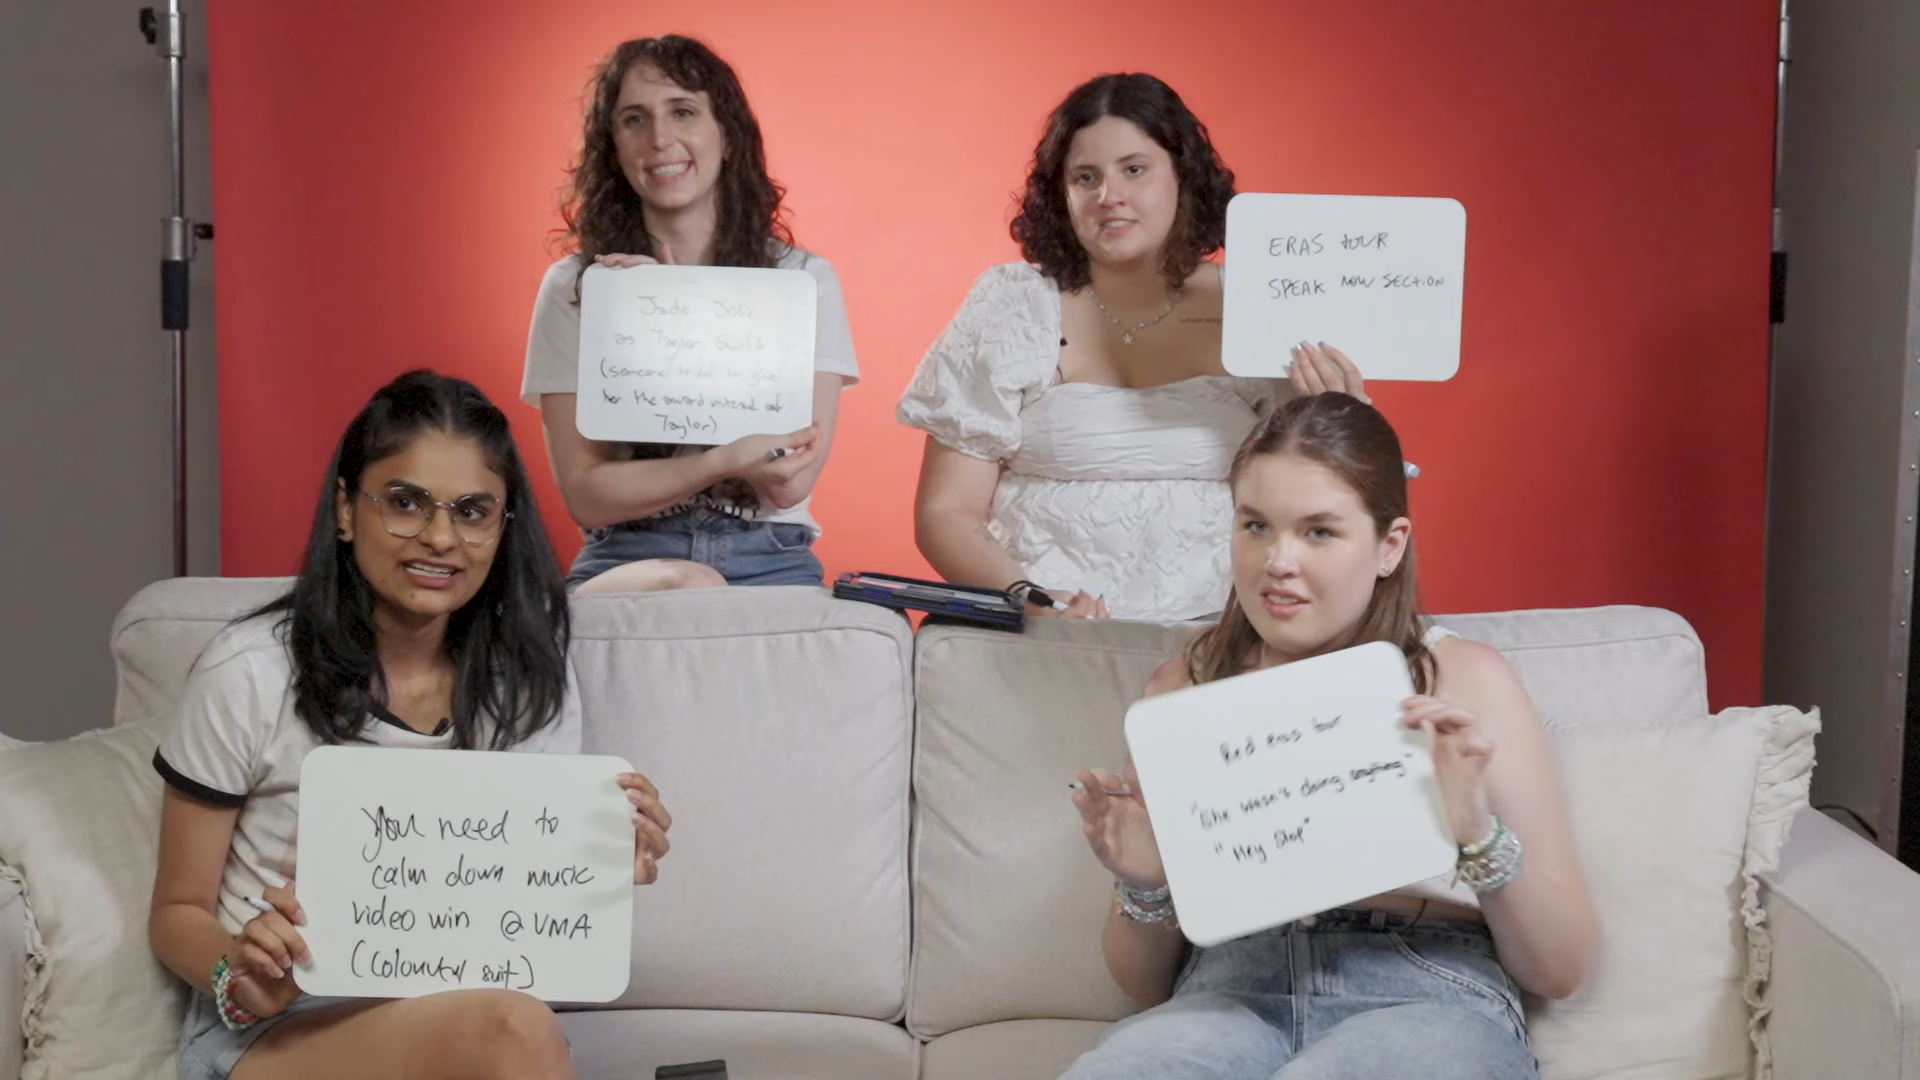 Jade Jolie
as Taylor Swift
(someone tried to give
her the award instead of
Taylor)
ERAS TOUR
SPEAK NOW SECTION
You need to
calm down music
video win @VMA
(colourful suit)
Red eras tour
"She wasn't doing anything"
"Hey Stop"